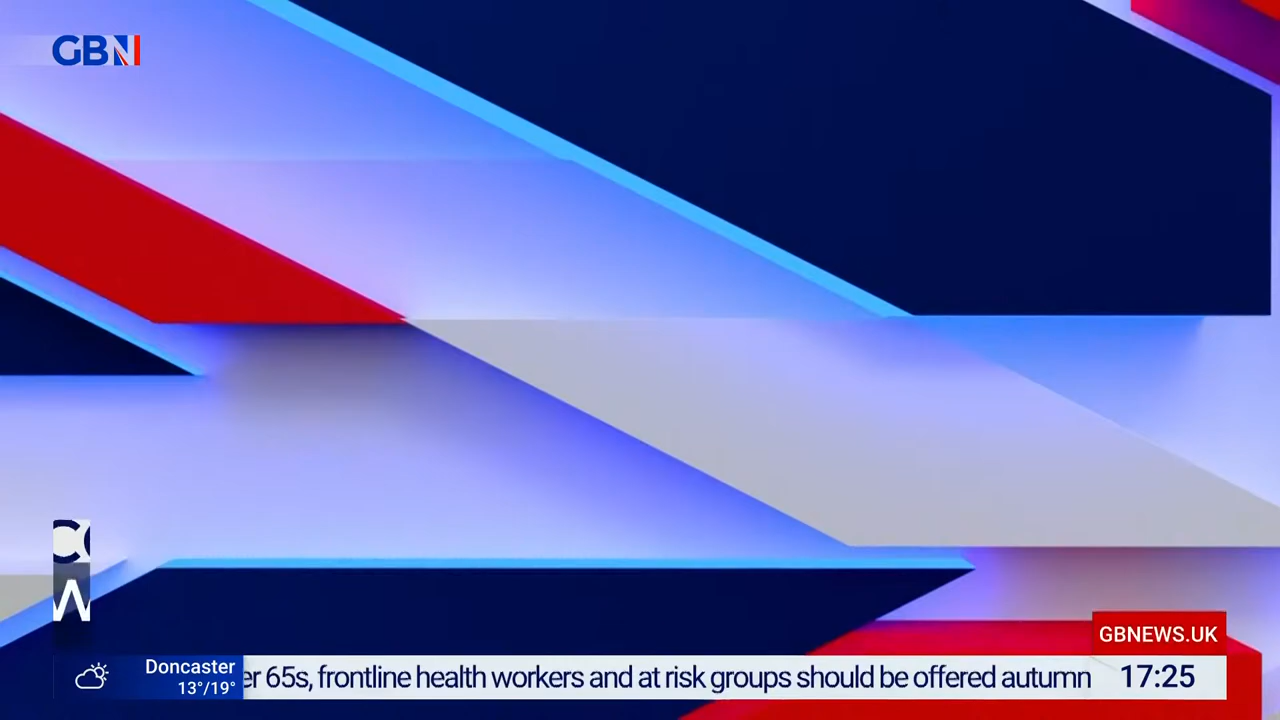 GBN
C
W
GBNEWS.UK
Doncaster
13°/19°
er 65s, frontline health workers and at risk groups should be offered autumn
17:25